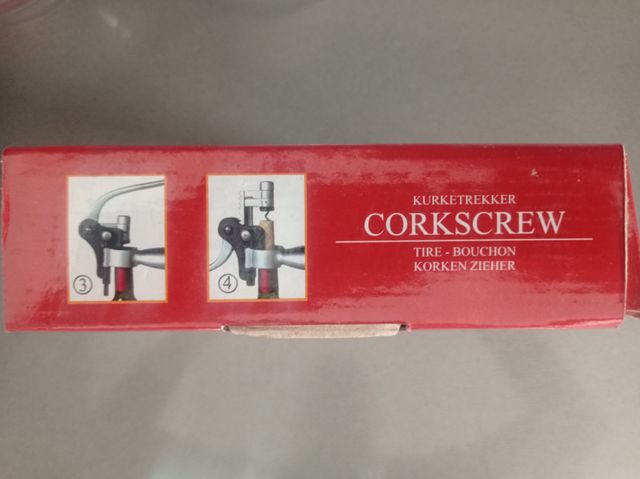 ③
④
KURKETREKKER
CORKSCREW
TIRE - BOUCHON
KORKEN ZIEHER